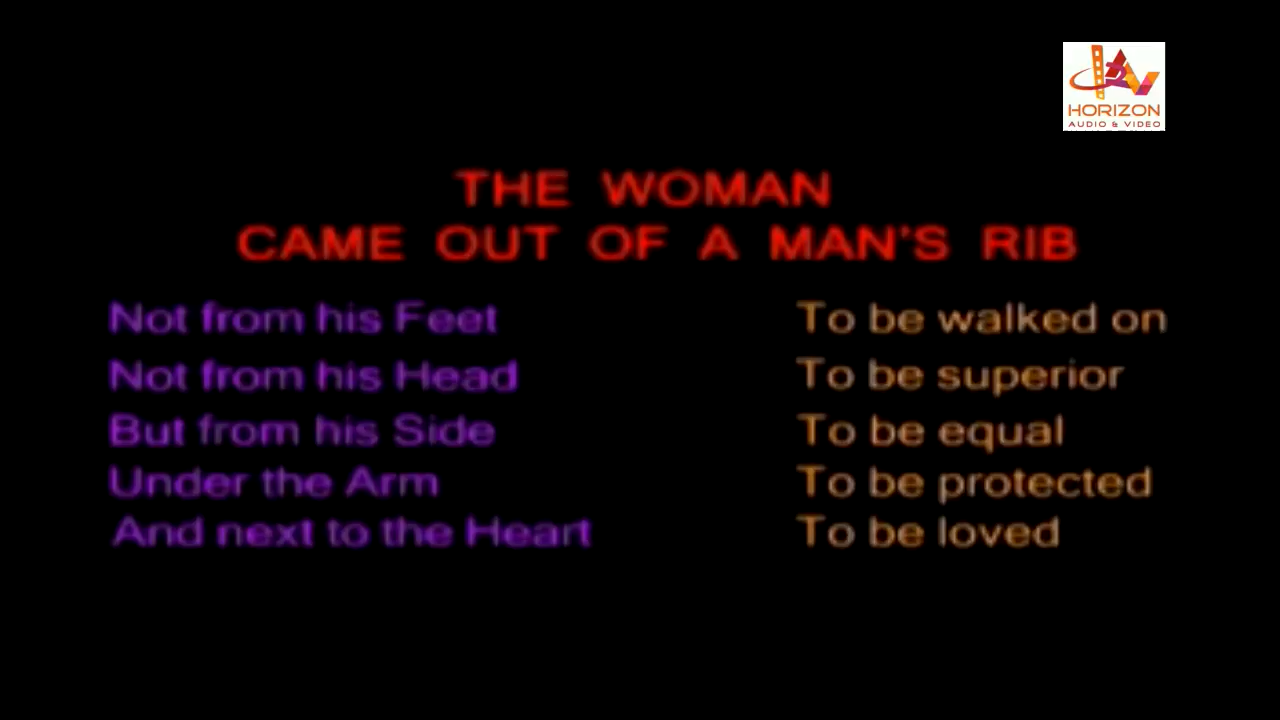 HORIZON
AUDIO & VIDEO
THE WOMAN
CAME OUT OF A MAN'S RIB
Not from his Feet To be walked on
Not from his Head To be superior
But from his Side To be equal
Under the Arm To be protected
And next to the Heart To be loved